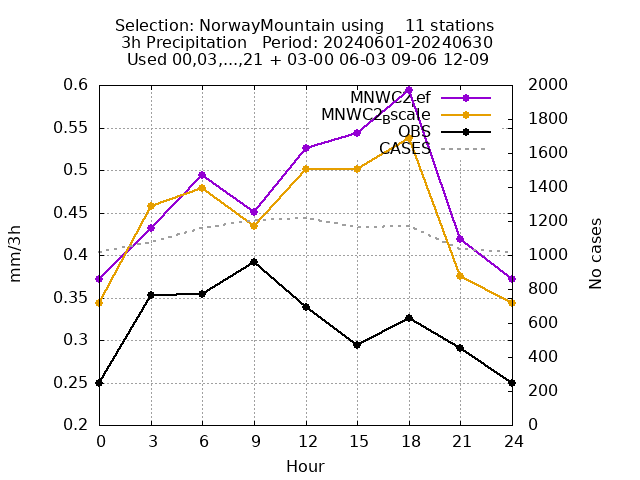 Selection: NorwayMountain using 11 stations
3h Precipitation Period: 20240601-20240630
Used 00,03,...,21 + 03-00 06-03 09-06 12-09
MNWC2ref
MNWC2Bscale
OBS
CASES
0.6
0.55
0.5
0.45
0.4
0.35
0.3
0.25
0.2
2000
1800
1600
1400
1200
1000
800
600
400
200
0
mm/3h
No cases
0 3 6 9 12 15 18 21 24
Hour